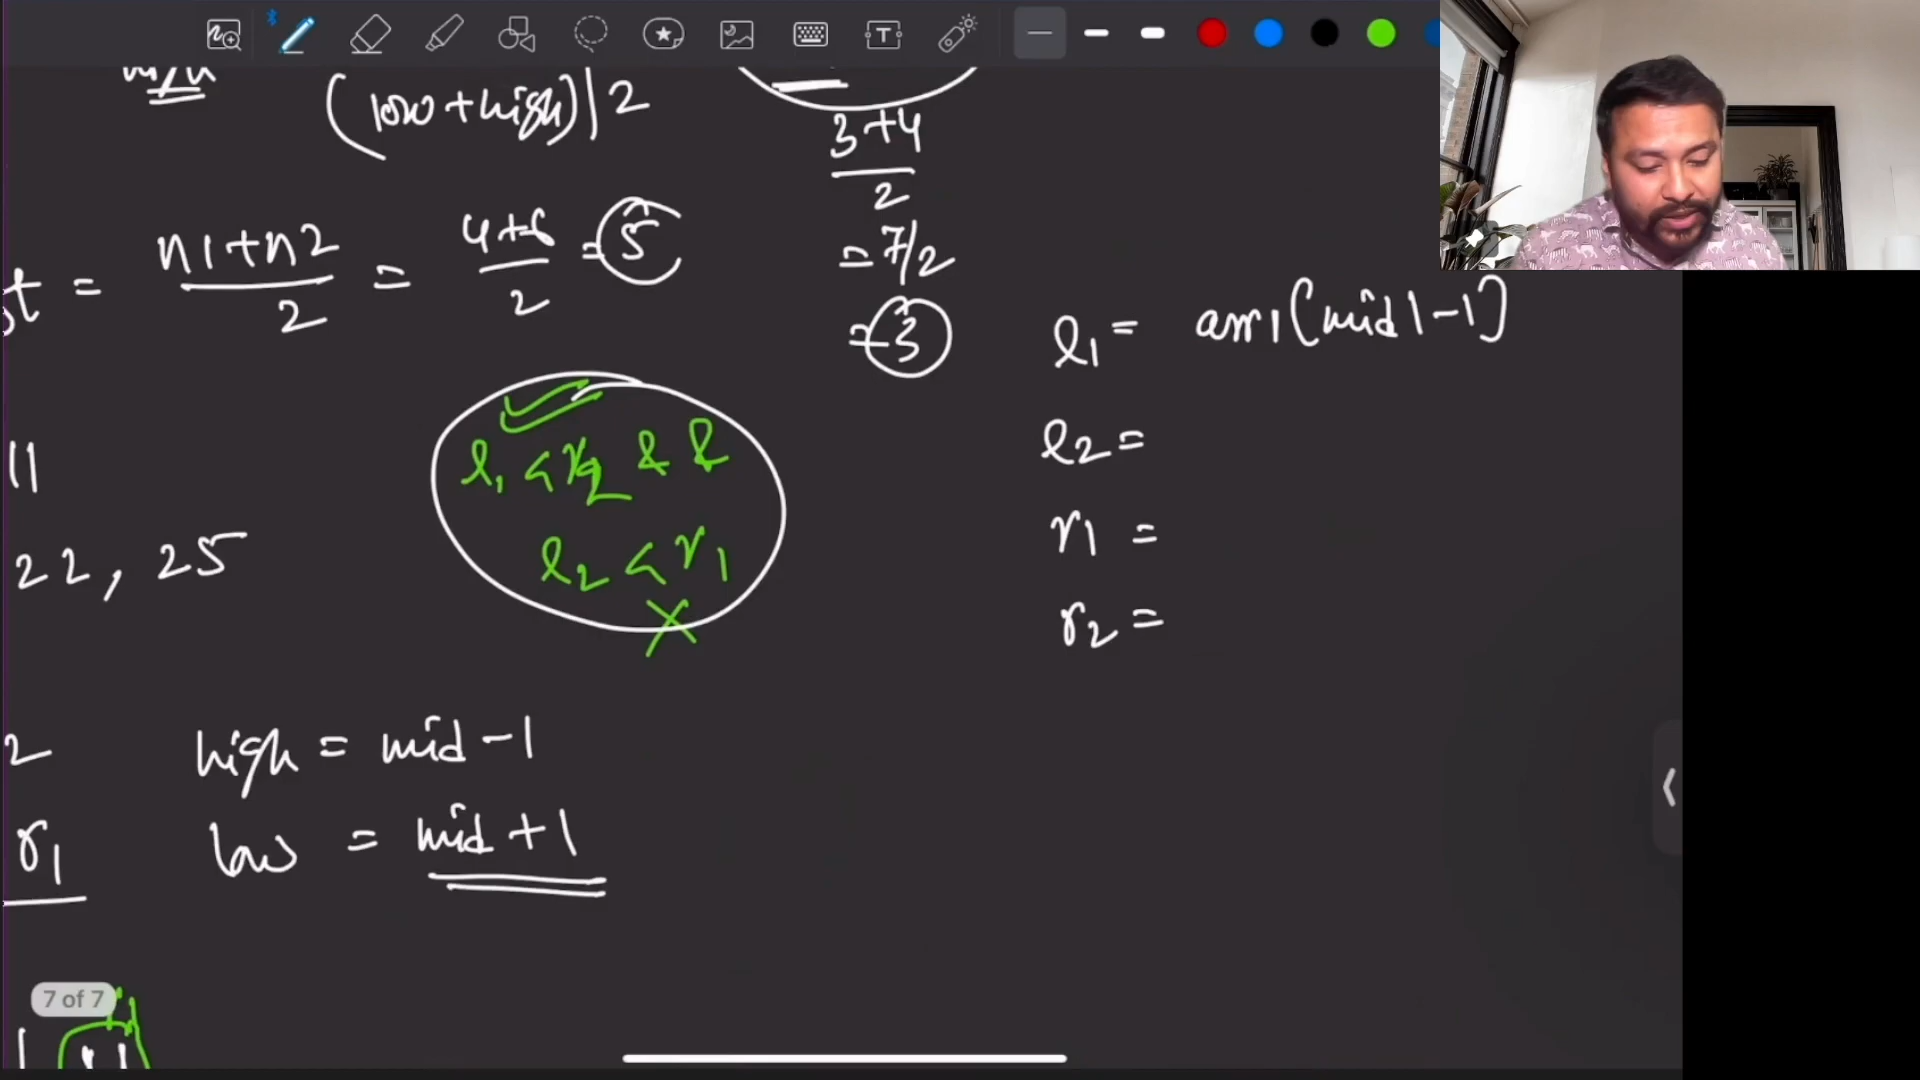 (low+high)|2
3+4
2
= 7/2
= 3
st = n1+n2
2
= 4+6
2
= 5
l1 = arr1[mid1-1]
l2 =
r1 =
r2 =
l1 < r2 & &
l2 < r1
11
22, 25
2
high = mid-1
r1
low = mid+1
7 of 7
T